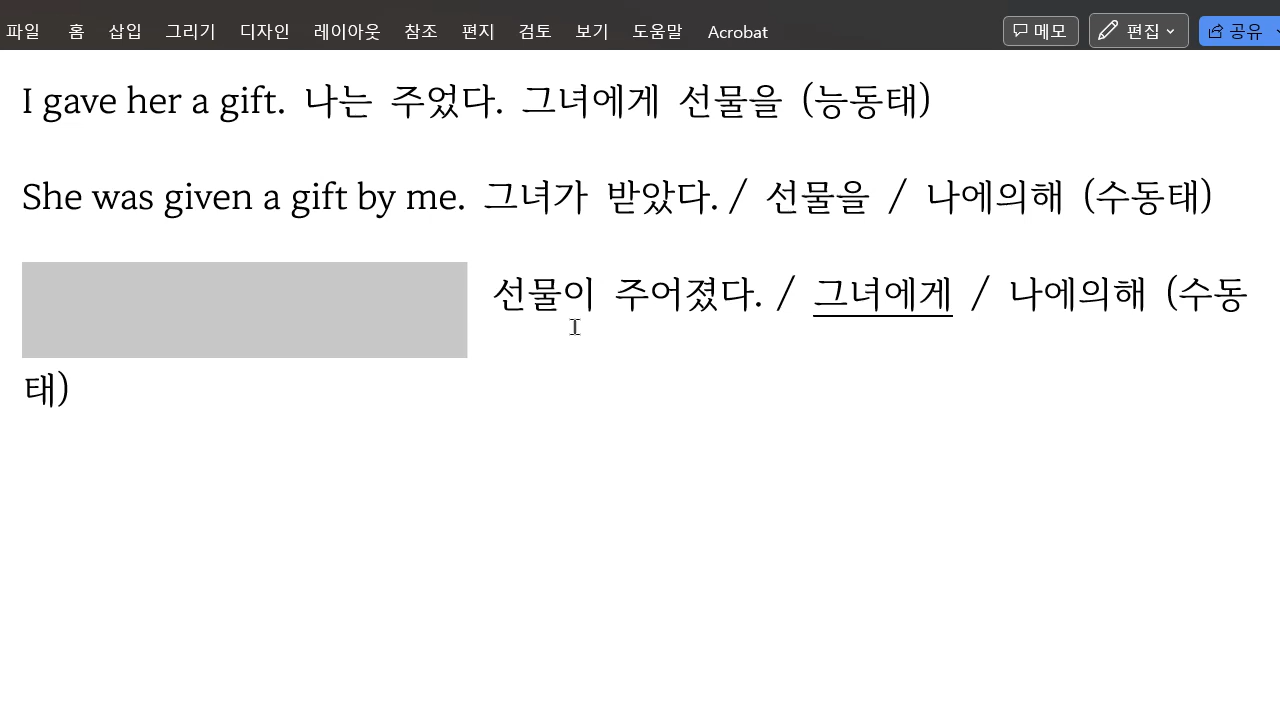 파일 홈 삽입 그리기 디자인 레이아웃 참조 편지 검토 보기 도움말 Acrobat 메모 편집 공유
I gave her a gift. 나는 주었다. 그녀에게 선물을 (능동태)
She was given a gift by me. 그녀가 받았다. / 선물을 / 나에의해 (수동태)
선물이 주어졌다. / 그녀에게 / 나에의해 (수동
태)